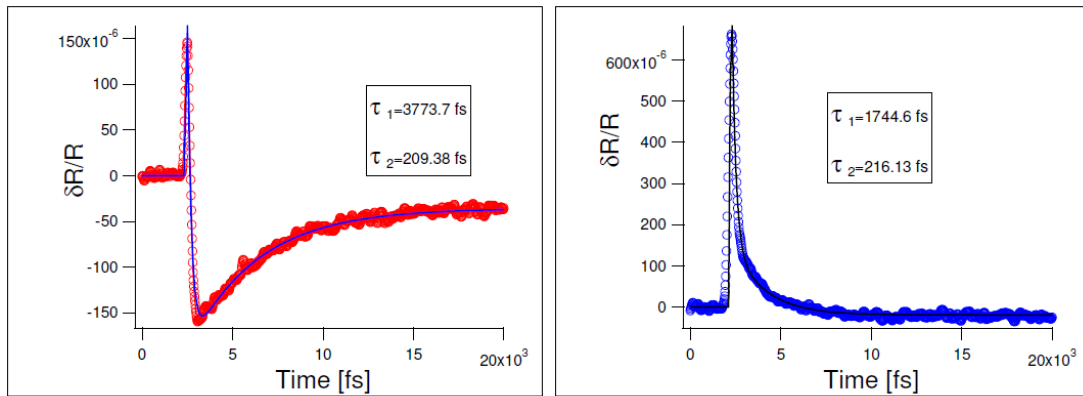 150x10⁻⁶
100
50
0
-50
-100
-150
δR/R
τ ₁=3773.7 fs
τ ₂=209.38 fs
0
5
10
15
20x10³
Time [fs]
600x10⁻⁶
500
400
300
200
100
0
δR/R
τ ₁=1744.6 fs
τ ₂=216.13 fs
0
5
10
15
20x10³
Time [fs]